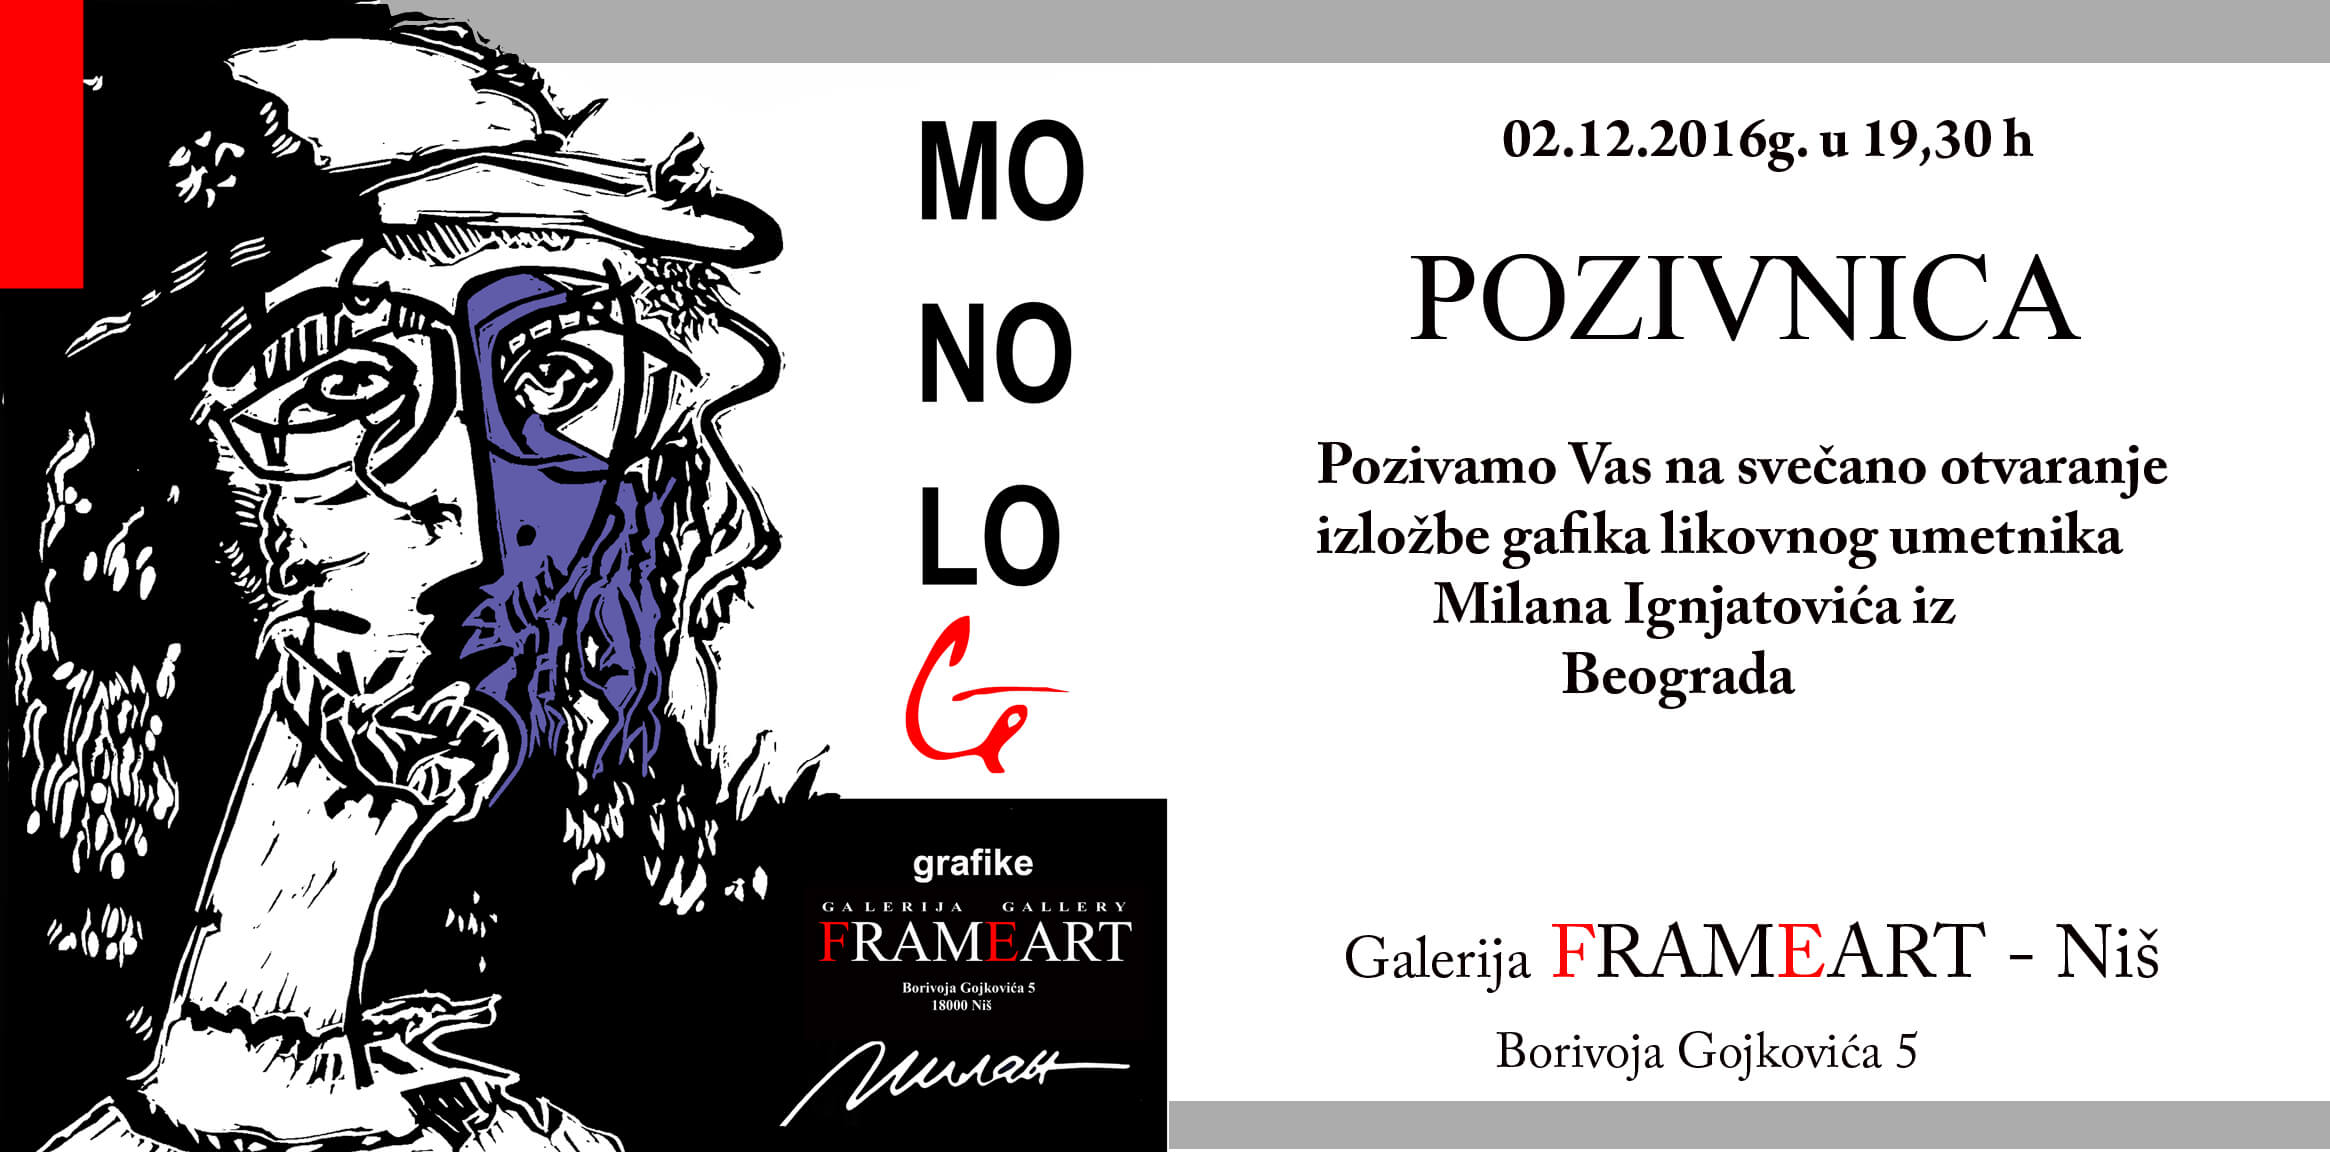 MO
NO
LO
G
grafike
GALERIJA GALLERY
FRAMEART
Borivoja Gojkovića 5
18000 Niš
Милан
02.12.2016g. u 19,30 h
POZIVNICA
Pozivamo Vas na svečano otvaranje
izložbe gafika likovnog umetnika
Milana Ignjatovića iz
Beograda
Galerija FRAMEART - Niš
Borivoja Gojkovića 5